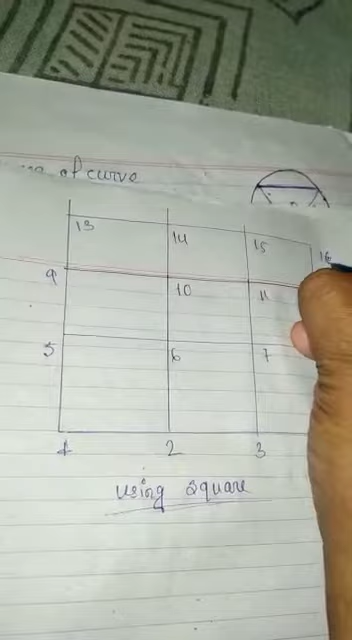 of curve
13 14 15 16
9 10 11
5 6 7
1 2 3
using square